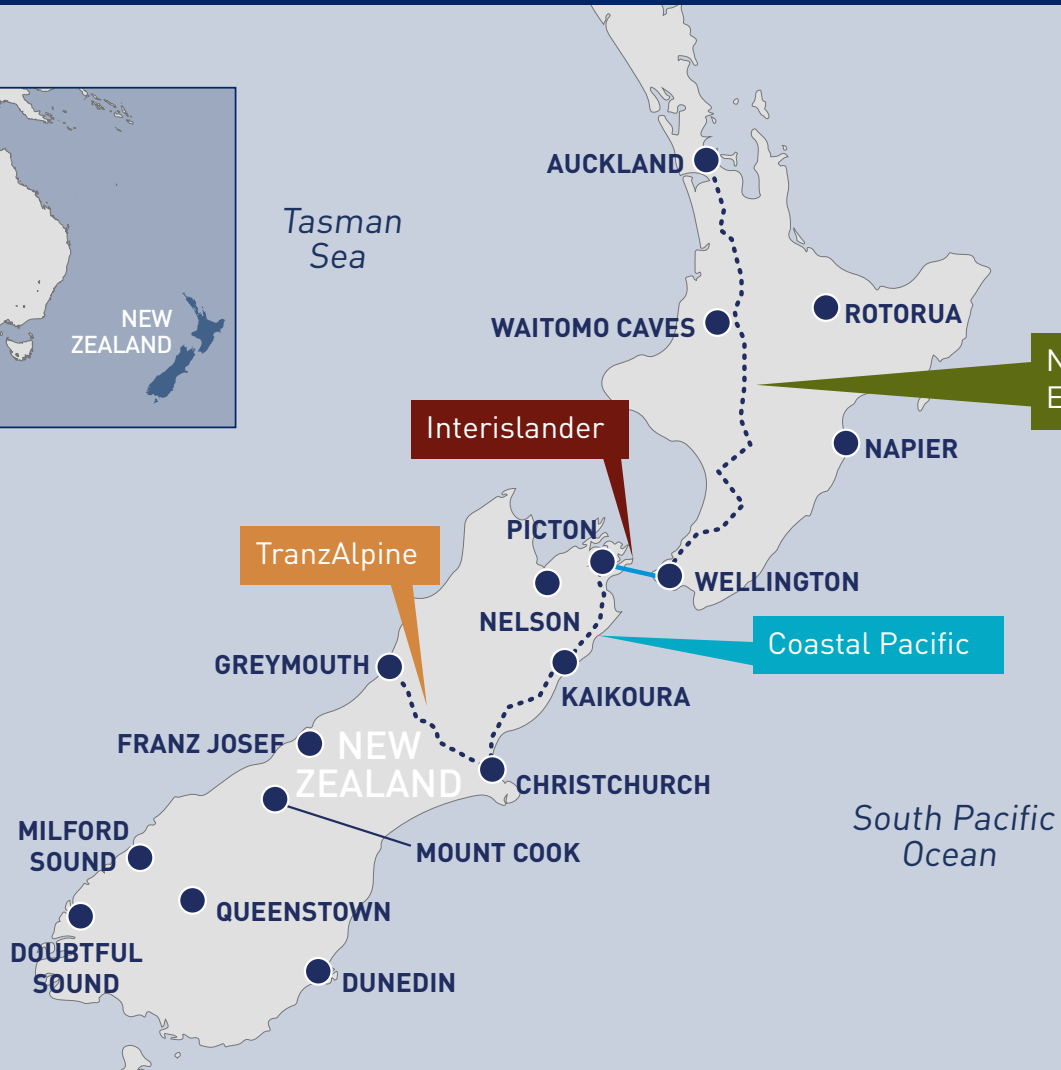 AUCKLAND
Tasman
Sea
NEW
ZEALAND
WAITOMO CAVES
ROTORUA
N
E
Interislander
NAPIER
PICTON
TranzAlpine
WELLINGTON
NELSON
Coastal Pacific
GREYMOUTH
KAIKOURA
FRANZ JOSEF
NEW
ZEALAND
CHRISTCHURCH
South Pacific
Ocean
MILFORD
SOUND
MOUNT COOK
QUEENSTOWN
DOUBTFUL
SOUND
DUNEDIN